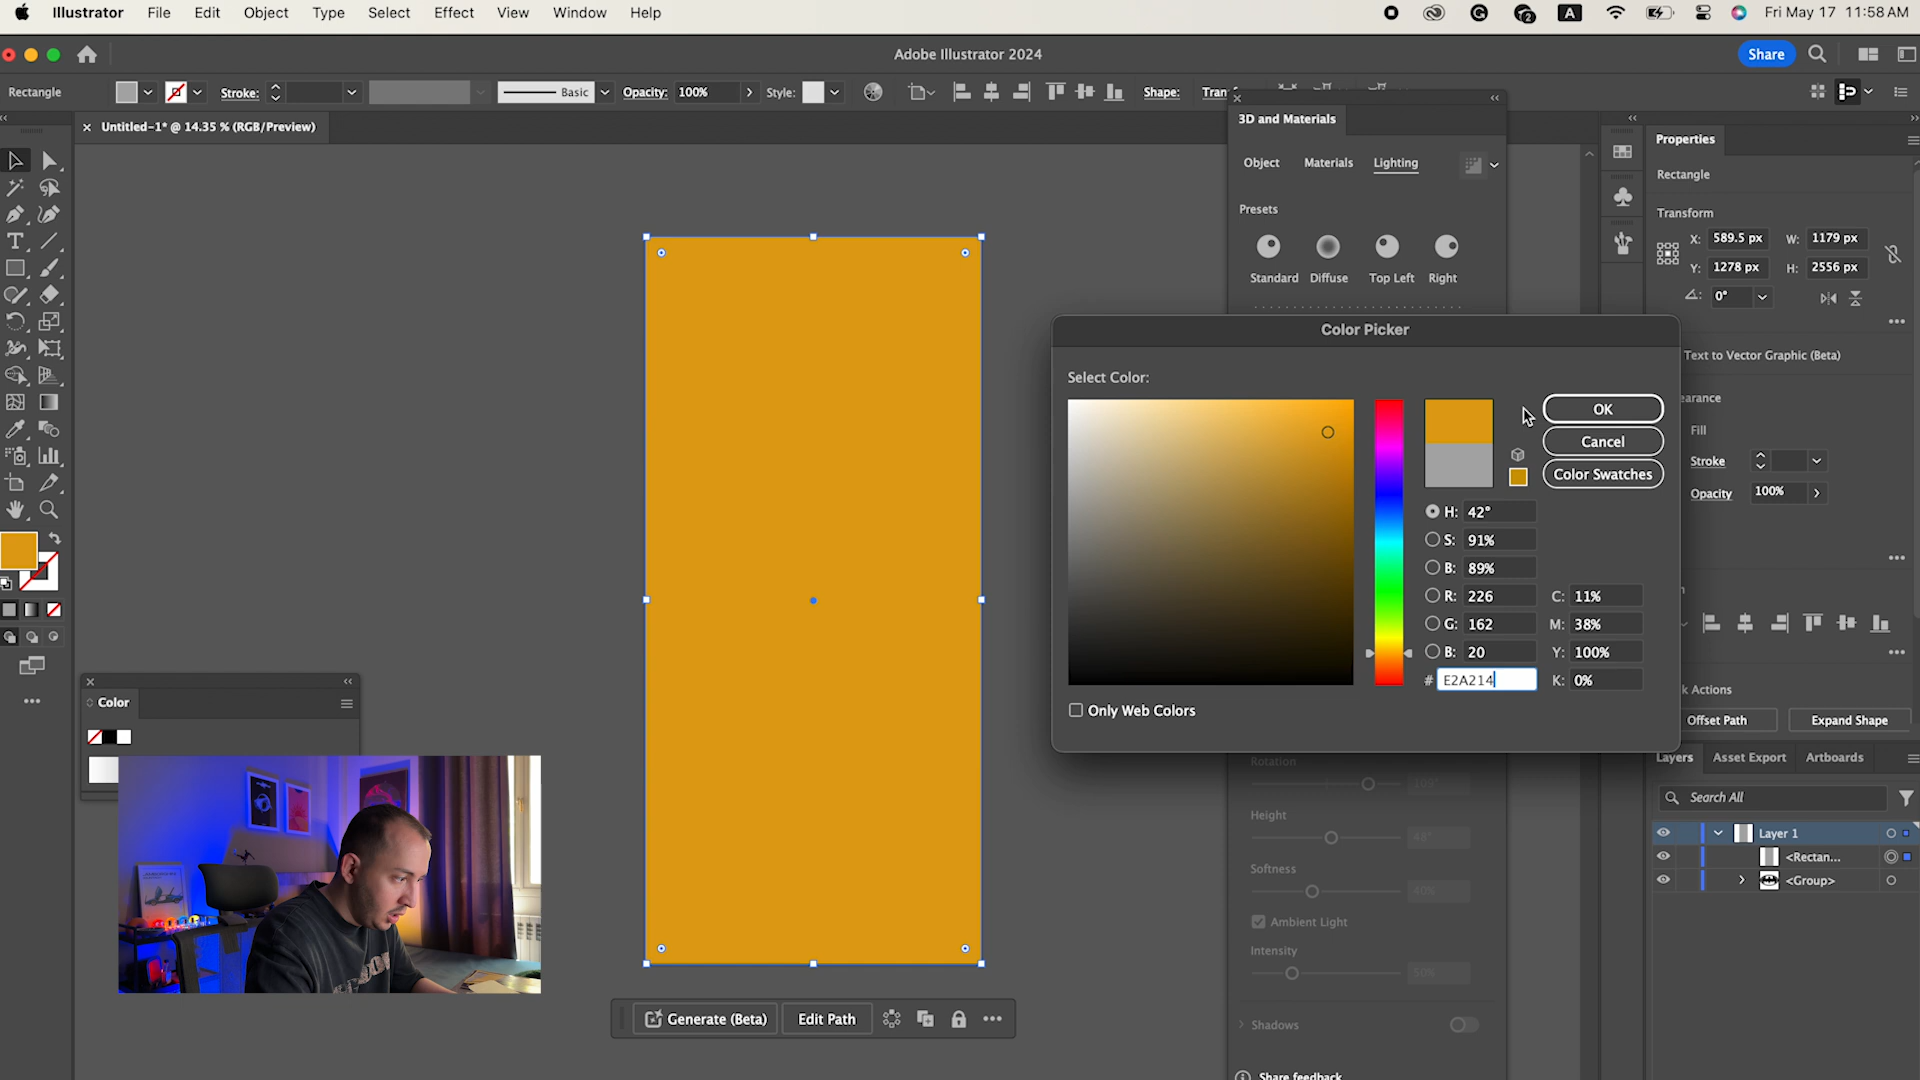 Illustrator File Edit Object Type Select Effect View Window Help
A Fri May 17 11:58 AM
Adobe Illustrator 2024
Share
Rectangle
Stroke:
Basic
Opacity: 100%
Style:
Shape:
Untitled-1* @ 14.35 % (RGB/Preview)
3D and Materials
Object Materials Lighting
Presets
Standard Diffuse Top Left Right
Properties
Rectangle
Transform
X: 589.5 px W: 1179 px
Y: 1278 px H: 2556 px
0°
Text to Vector Graphic (Beta)
Fill
Stroke
Opacity 100%
Color Picker
Select Color:
OK
Cancel
Color Swatches
H: 42°
S: 91%
B: 89%
R: 226 C: 11%
G: 162 M: 38%
B: 20 Y: 100%
# E2A214 K: 0%
Only Web Colors
Offset Path Expand Shape
Layers Asset Export Artboards
Search All
Layer 1
<Rectan...
<Group>
Color
Rotation
Height
48°
Softness
40%
Ambient Light
Intensity
50%
Shadows
Share feedback
Generate (Beta) Edit Path